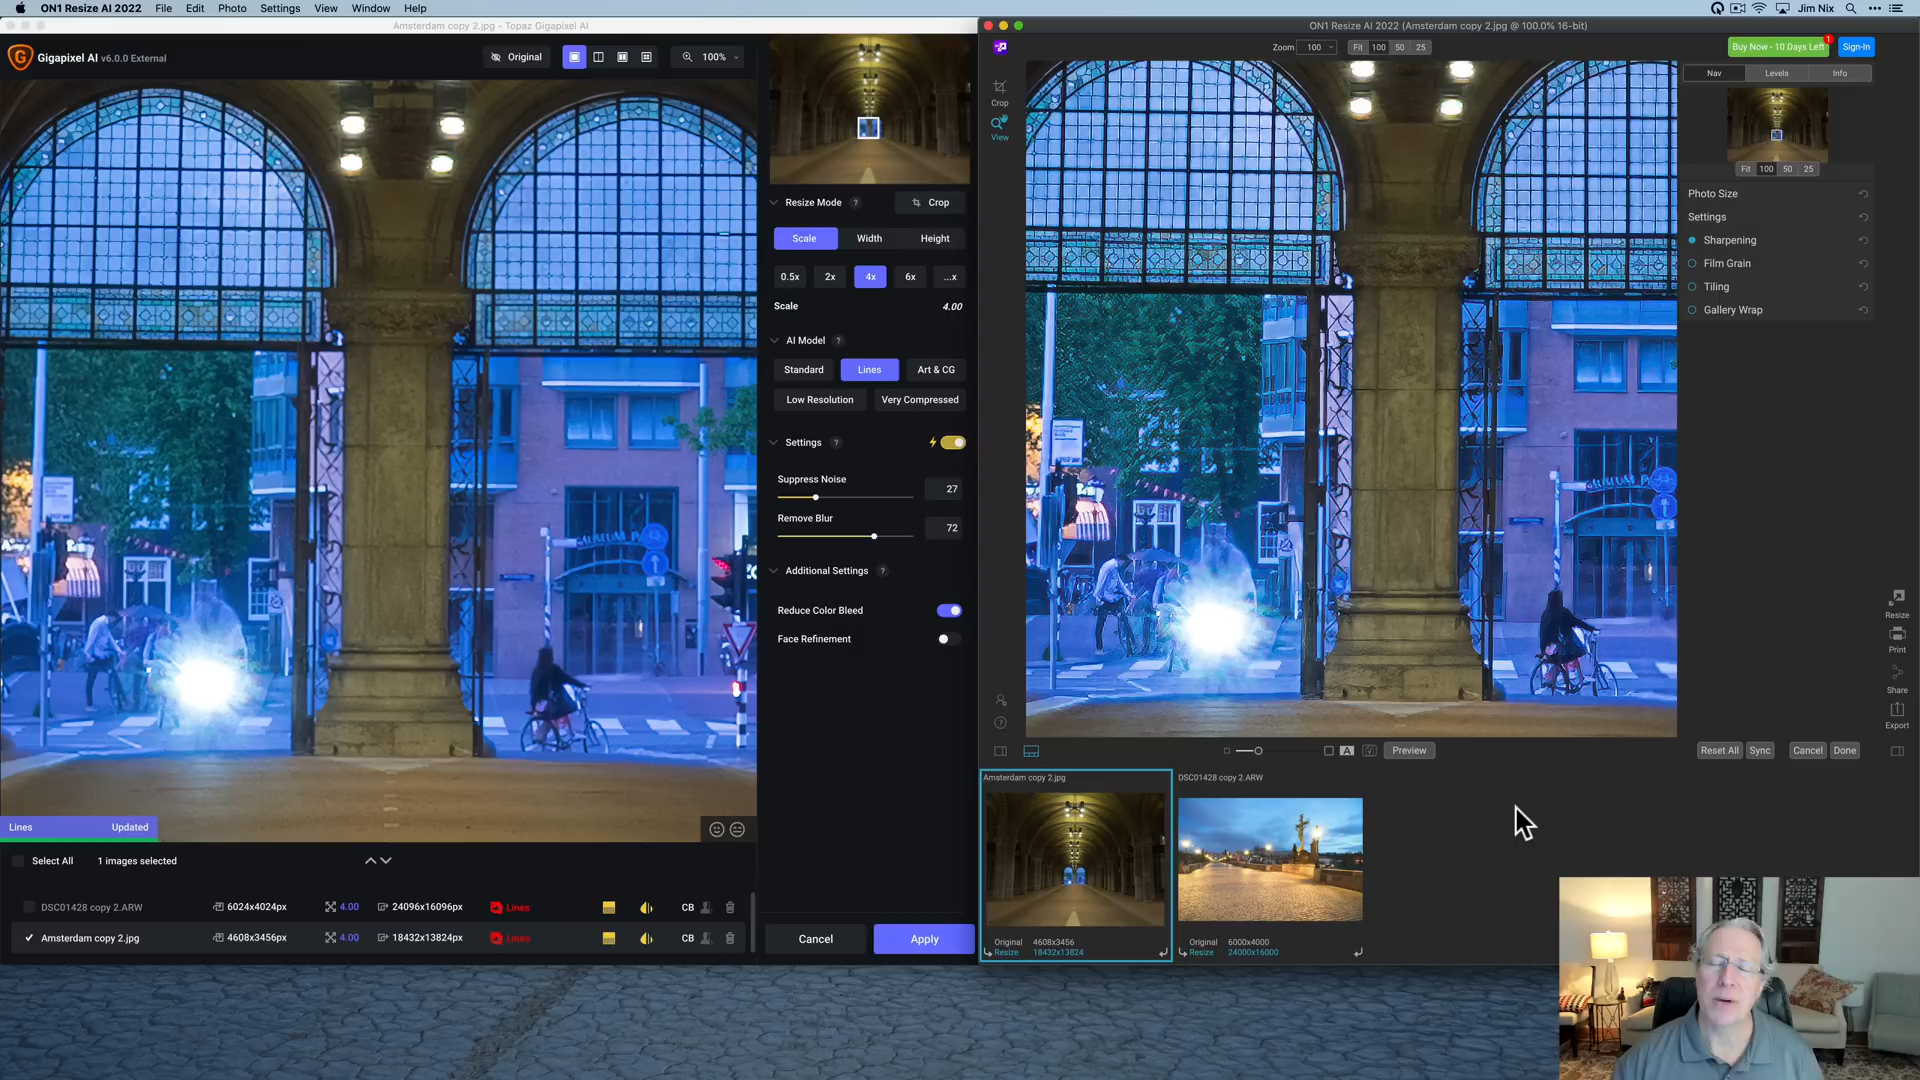 ON1 Resize AI 2022 File Edit Photo Settings View Window Help Jim Nix
Amsterdam copy 2.jpg - Topaz Gigapixel AI
ON1 Resize AI 2022 (Amsterdam copy 2.jpg @ 100.0% 16-bit)
G Gigapixel AI v6.0.0 External
Original
100%
Resize Mode ? Crop
Scale Width Height
0.5x 2x 4x 6x ...x
Scale 4.00
AI Model ?
Standard Lines Art & CG
Low Resolution Very Compressed
Settings ?
Suppress Noise 27
Remove Blur 72
Additional Settings ?
Reduce Color Bleed
Face Refinement
Lines Updated
Select All 1 images selected
DSC01428 copy 2.ARW 6024x4024px 4.00 24096x16096px Lines CB
Amsterdam copy 2.jpg 4608x3456px 4.00 18432x13824px Lines CB
Cancel Apply
Zoom 100 Fit 100 50 25
Buy Now - 10 Days Left 1 Sign-In
Crop
View
Nav Levels Info
Fit 100 50 25
Photo Size
Settings
Sharpening
Film Grain
Tiling
Gallery Wrap
Resize
Print
Share
Export
A Preview
Reset All Sync Cancel Done
Amsterdam copy 2.jpg
DSC01428 copy 2.ARW
Original 4608x3456
Resize 18432x13824
Original 6000x4000
Resize 24000x16000